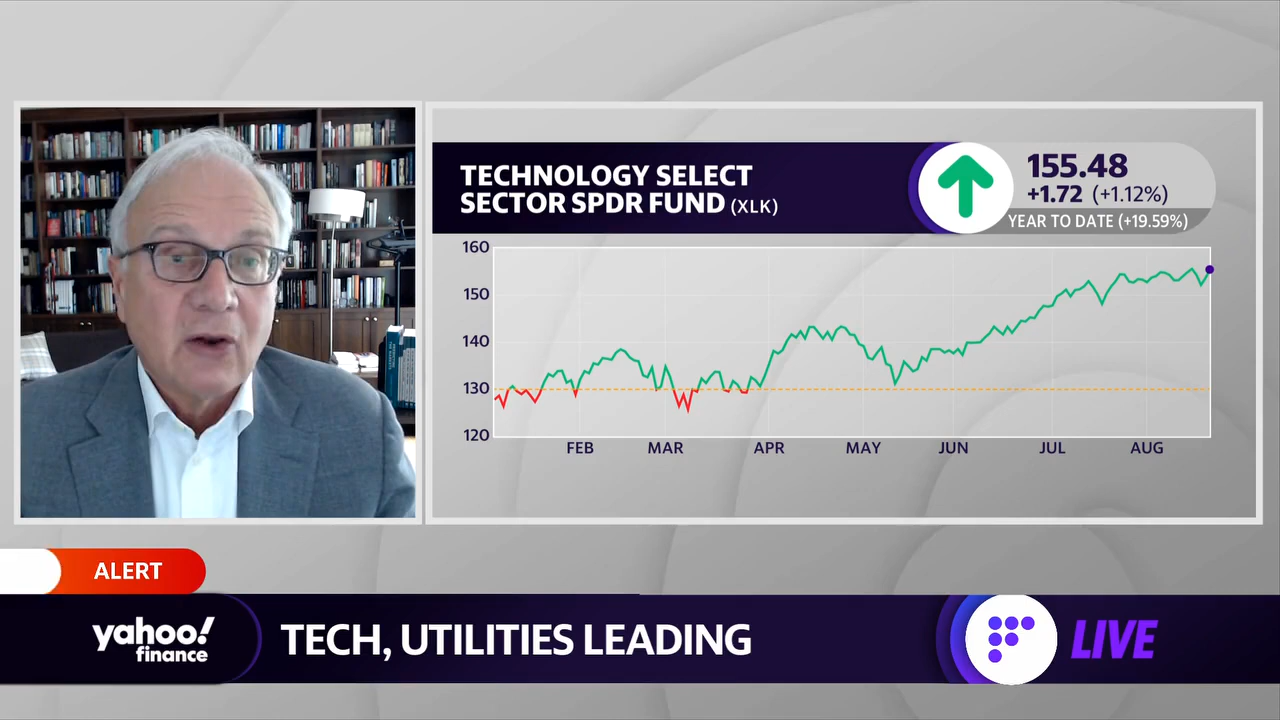 TECHNOLOGY SELECT
SECTOR SPDR FUND (XLK)
155.48
+1.72 (+1.12%)
YEAR TO DATE (+19.59%)
160
150
140
130
120
FEB MAR APR MAY JUN JUL AUG
ALERT
yahoo!
finance
TECH, UTILITIES LEADING
LIVE